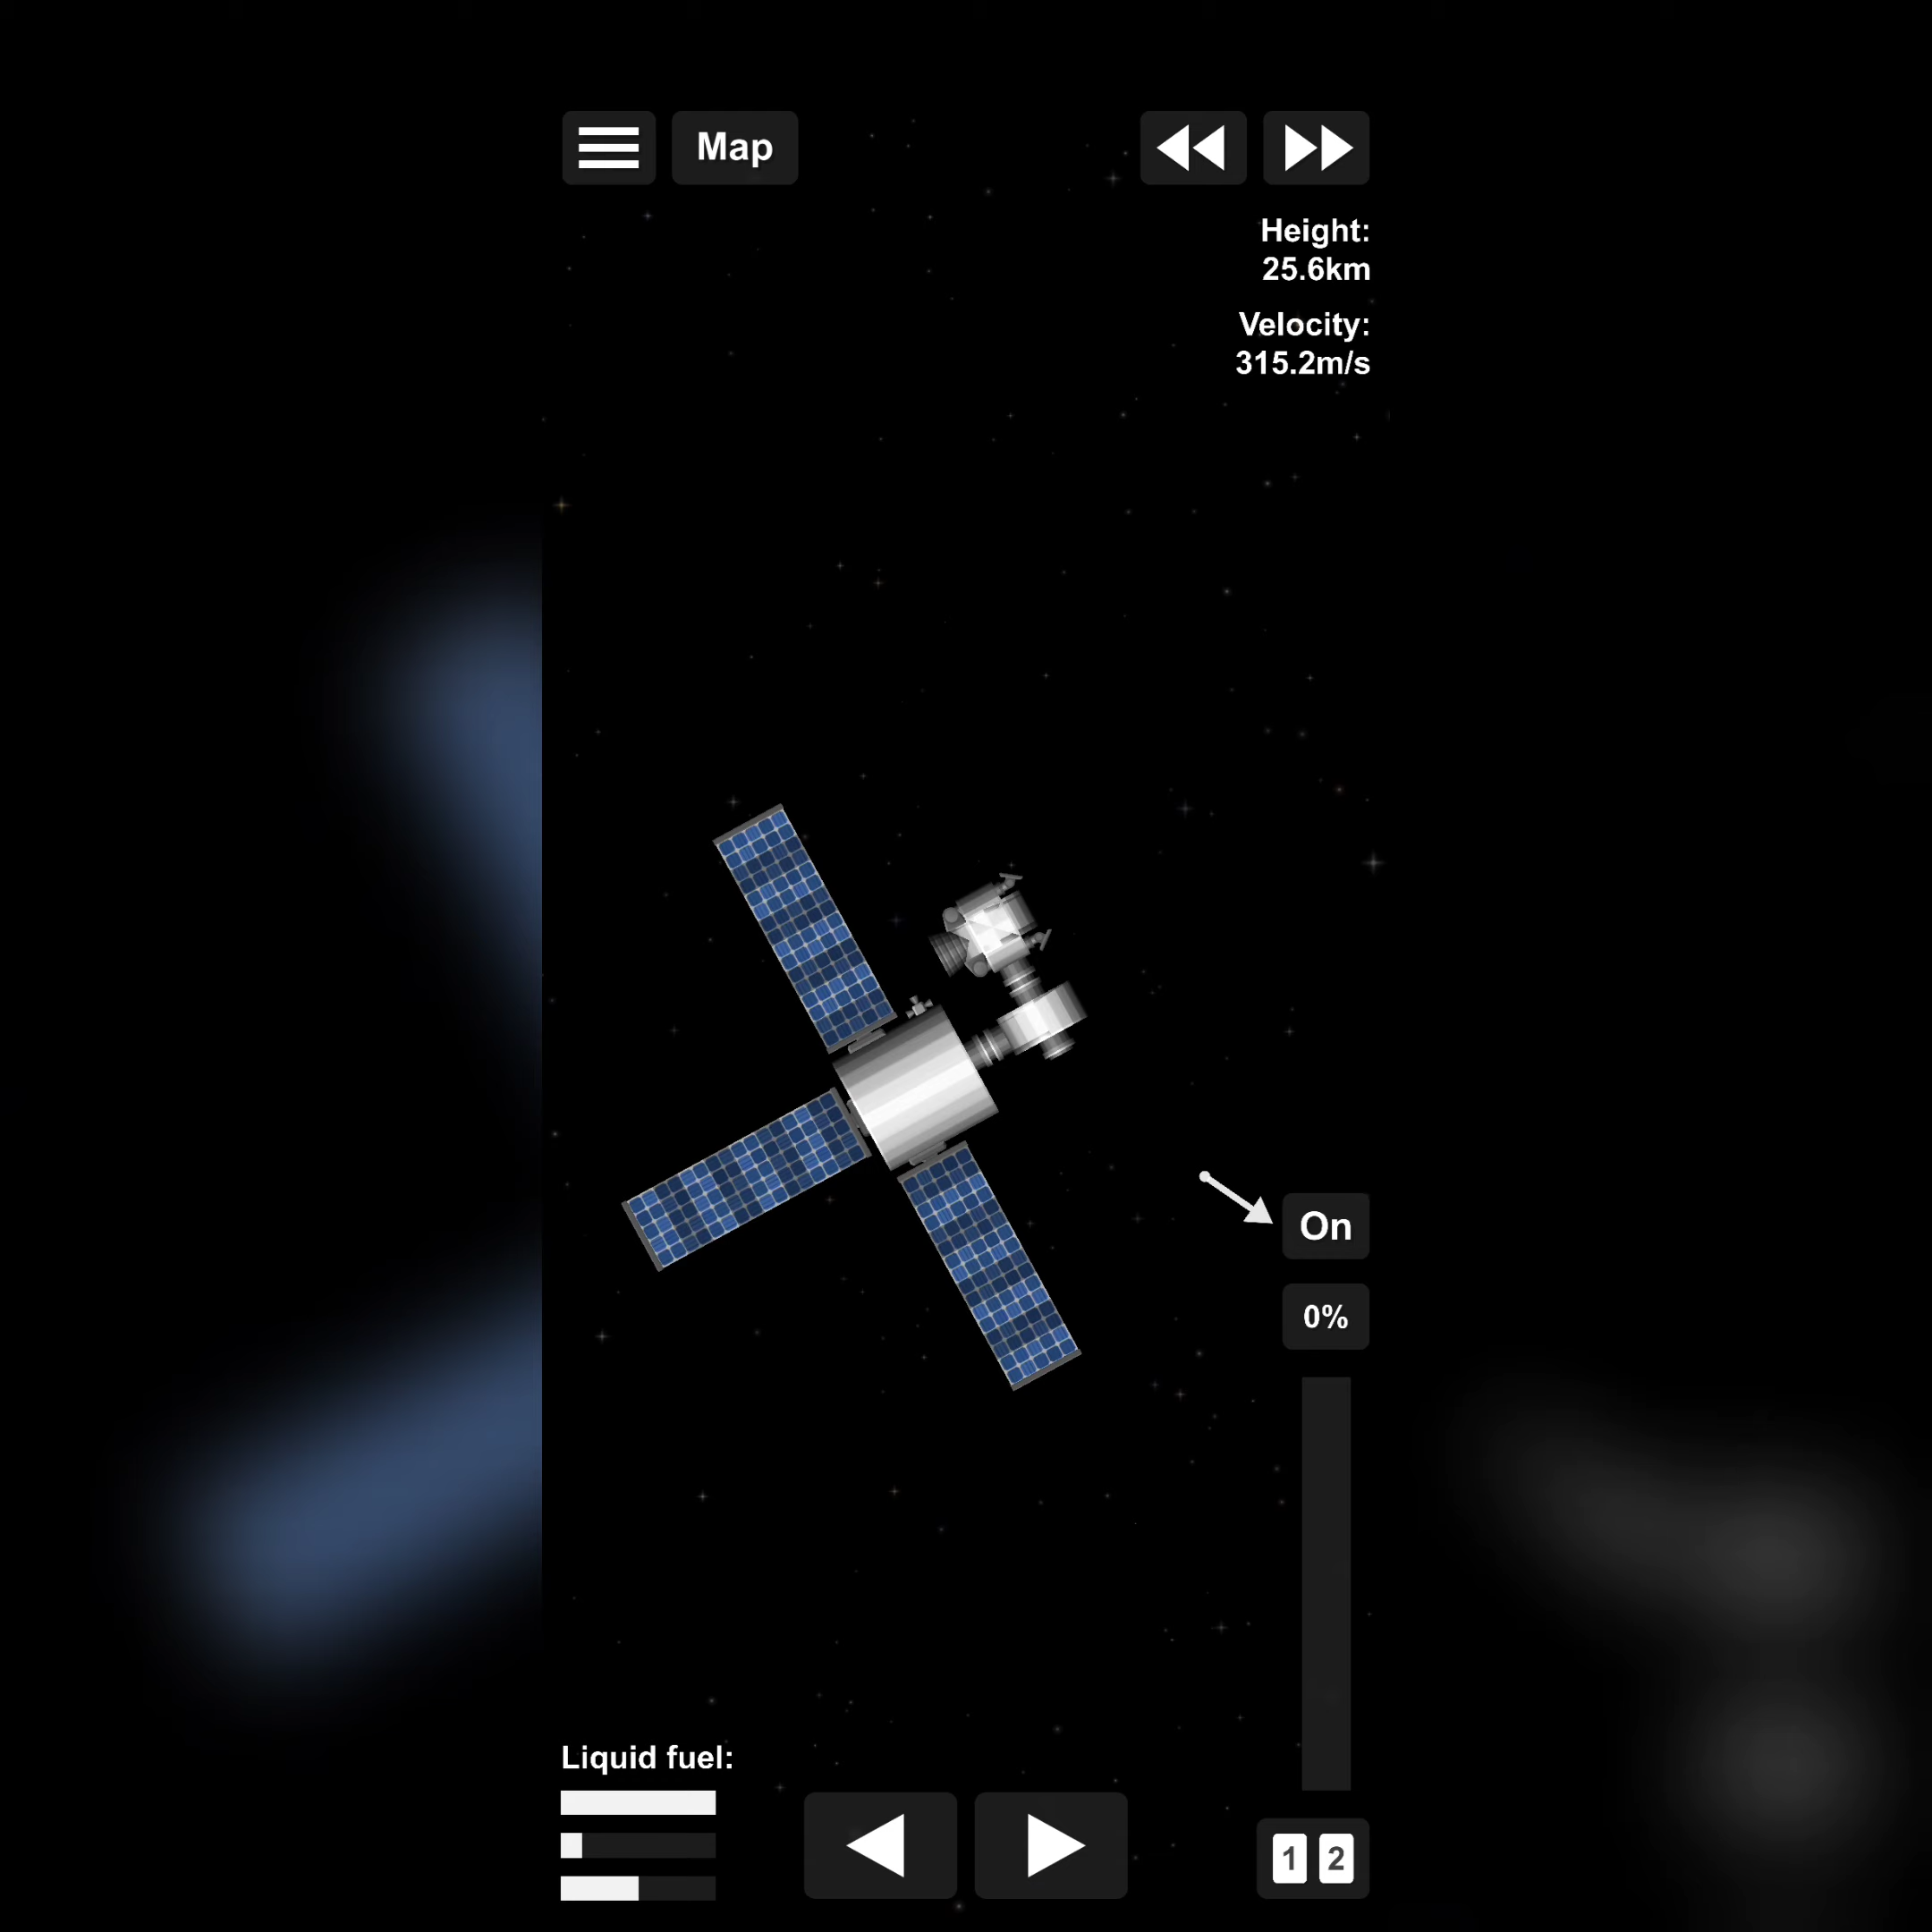 Map
Height:
25.6km
Velocity:
315.2m/s
On
0%
Liquid fuel:
1 2